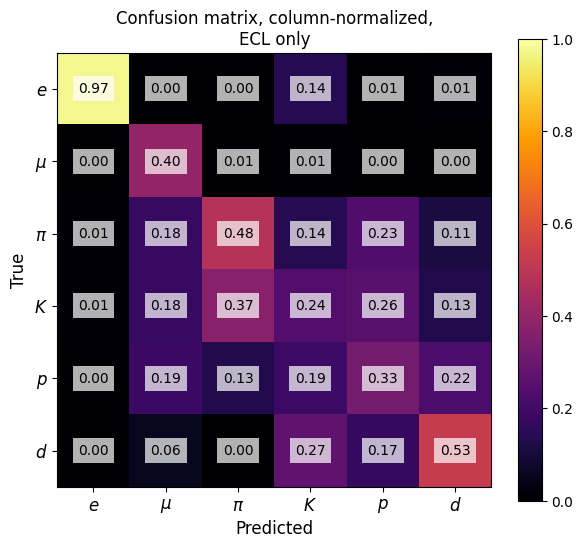 Confusion matrix, column-normalized,
ECL only
True
e 0.97 0.00 0.00 0.14 0.01 0.01
μ 0.00 0.40 0.01 0.01 0.00 0.00
π 0.01 0.18 0.48 0.14 0.23 0.11
K 0.01 0.18 0.37 0.24 0.26 0.13
p 0.00 0.19 0.13 0.19 0.33 0.22
d 0.00 0.06 0.00 0.27 0.17 0.53
e μ π K p d
Predicted
1.0
0.8
0.6
0.4
0.2
0.0